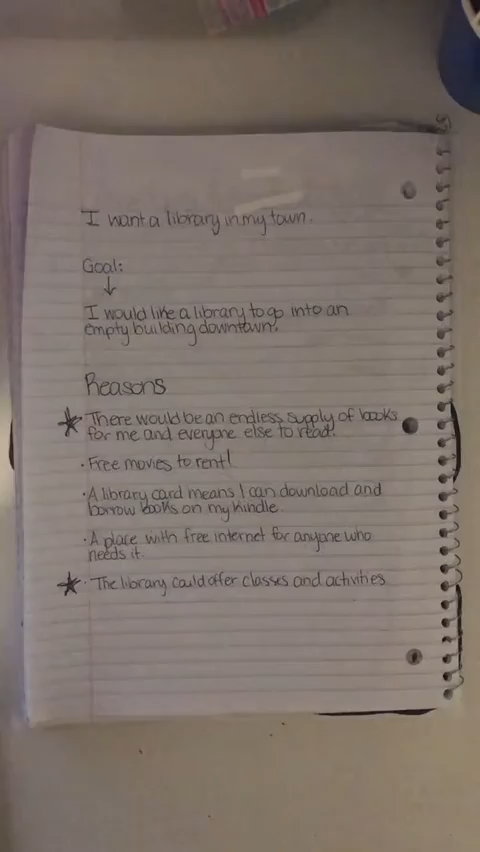 I want a library in my town.
Goal:
↓
I would like a library to go into an
empty building downtown.
Reasons
★ There would be an endless supply of books
for me and everyone else to read.
· Free movies to rent!
· A library card means I can download and
borrow books on my Kindle.
· A place with free internet for anyone who
needs it.
★ · The library could offer classes and activities